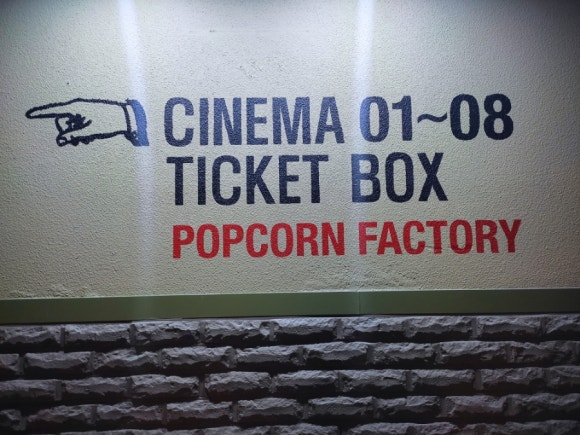 CINEMA 01~08
TICKET BOX
POPCORN FACTORY